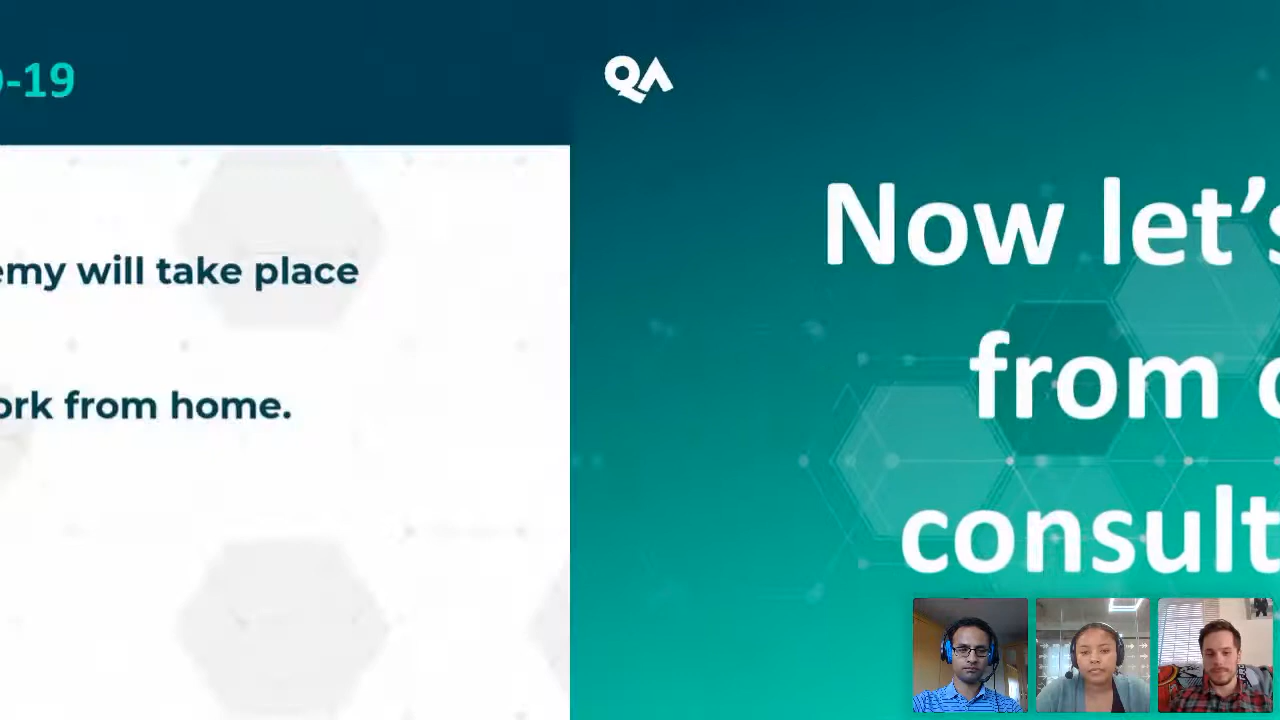 -19
emy will take place
ork from home.
QA
Now let's
from
consult